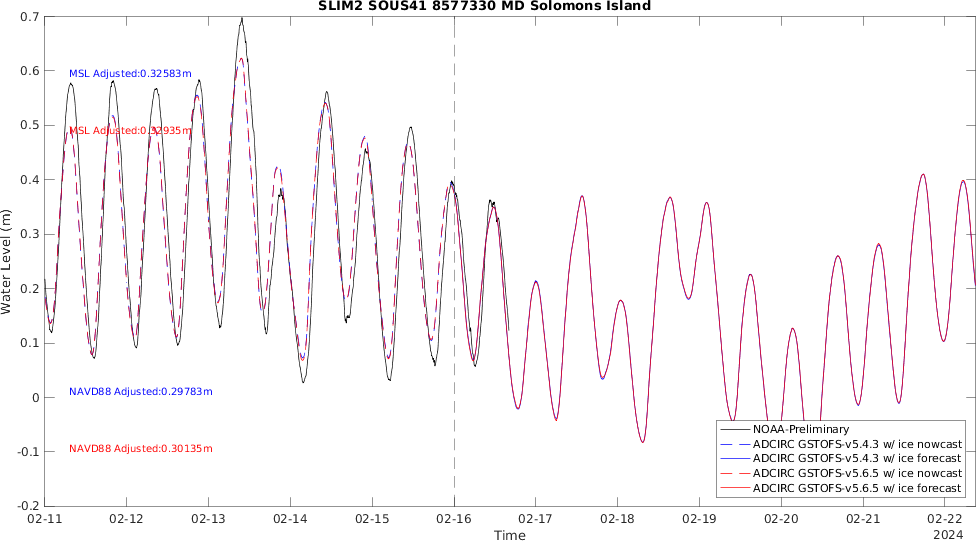 SLIM2 SOUS41 8577330 MD Solomons Island
0.7
0.6
0.5
0.4
0.3
0.2
0.1
0
-0.1
-0.2
Water Level (m)
MSL Adjusted:0.32583m
MSL Adjusted:0.32935m
NAVD88 Adjusted:0.29783m
NAVD88 Adjusted:0.30135m
NOAA-Preliminary
ADCIRC GSTOFS-v5.4.3 w/ ice nowcast
ADCIRC GSTOFS-v5.4.3 w/ ice forecast
ADCIRC GSTOFS-v5.6.5 w/ ice nowcast
ADCIRC GSTOFS-v5.6.5 w/ ice forecast
02-11 02-12 02-13 02-14 02-15 02-16 02-17 02-18 02-19 02-20 02-21 02-22
2024
Time